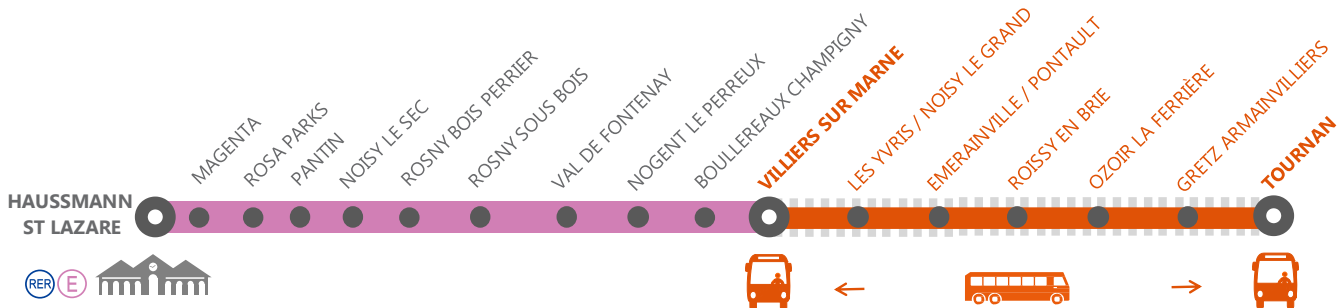 MAGENTA
ROSA PARKS
PANTIN
NOISY LE SEC
ROSNY BOIS PERRIER
ROSNY SOUS BOIS
VAL DE FONTENAY
NOGENT LE PERREUX
BOULLEREAUX CHAMPIGNY
VILLIERS SUR MARNE
LES YVRIS / NOISY LE GRAND
EMERAINVILLE / PONTAULT
ROISSY EN BRIE
OZOIR LA FERRIÈRE
GRETZ ARMAINVILLIERS
TOURNAN
HAUSSMANN
ST LAZARE
RER E